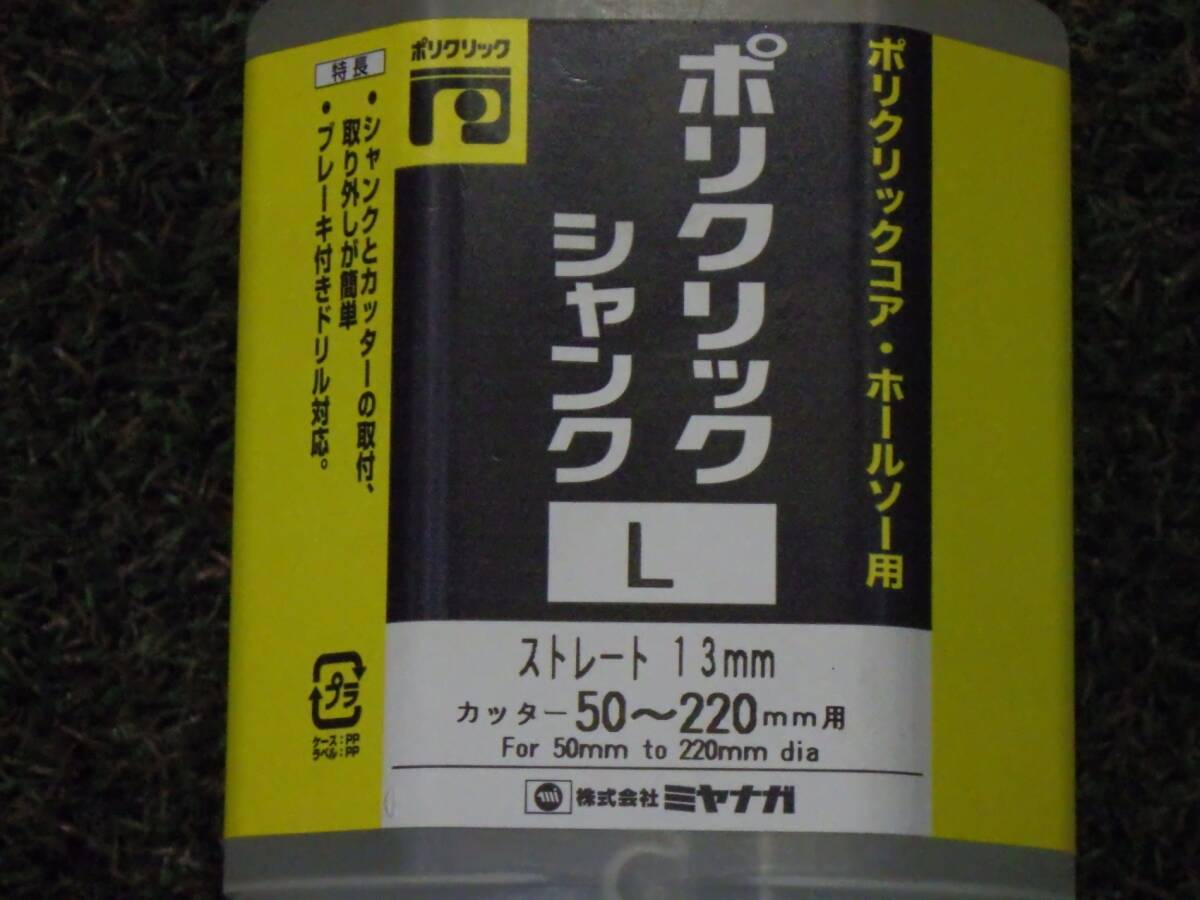 ポリクリックコア・ホールソー用
ポリクリック
シャンク
L
ポリクリック
特長
・シャンクとカッターの取付、
取り外しが簡単
・ブレーキ付きドリル対応。
ストレート 13mm
カッター50～220mm用
For 50mm to 220mm dia
プラ
ケース:PP
ラベル:PP
mi 株式会社 ミヤナガ